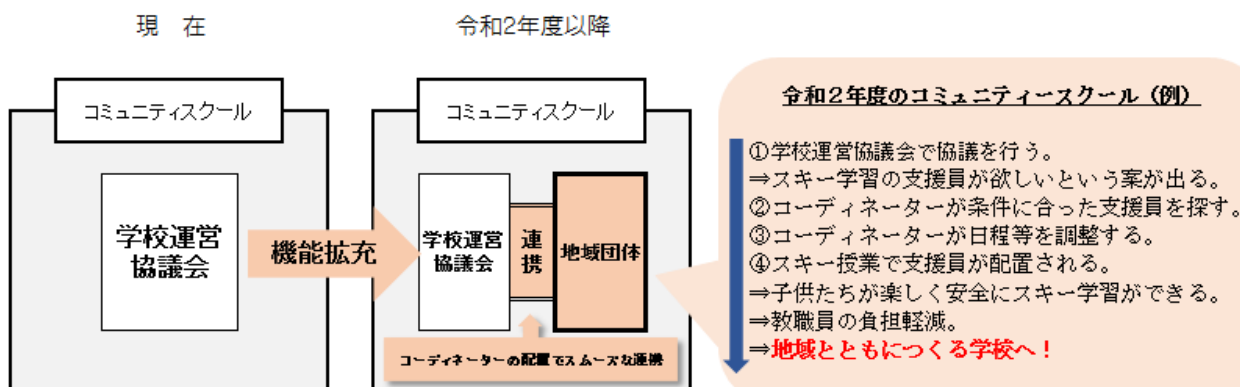 現　在
令和2年度以降
コミュニティスクール
学校運営
協議会
機能拡充
コミュニティスクール
学校運営
協議会
連
携
地域団体
コーディネーターの配置でスムーズな連携
令和２年度のコミュニティースクール（例）
①学校運営協議会で協議を行う。
⇒スキー学習の支援員が欲しいという案が出る。
②コーディネーターが条件に合った支援員を探す。
③コーディネーターが日程等を調整する。
④スキー授業で支援員が配置される。
⇒子供たちが楽しく安全にスキー学習ができる。
⇒教職員の負担軽減。
⇒地域とともにつくる学校へ！